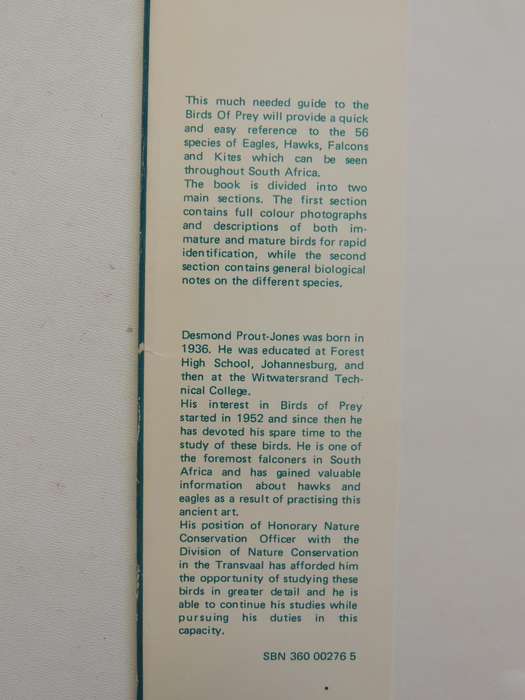 This much needed guide to the
Birds Of Prey will provide a quick
and easy reference to the 56
species of Eagles, Hawks, Falcons
and Kites which can be seen
throughout South Africa.
The book is divided into two
main sections. The first section
contains full colour photographs
and descriptions of both im-
mature and mature birds for rapid
identification, while the second
section contains general biological
notes on the different species.
Desmond Prout-Jones was born in
1936. He was educated at Forest
High School, Johannesburg, and
then at the Witwatersrand Tech-
nical College.
His interest in Birds of Prey
started in 1952 and since then he
has devoted his spare time to the
study of these birds. He is one of
the foremost falconers in South
Africa and has gained valuable
information about hawks and
eagles as a result of practising this
ancient art.
His position of Honorary Nature
Conservation Officer with the
Division of Nature Conservation
in the Transvaal has afforded him
the opportunity of studying these
birds in greater detail and he is
able to continue his studies while
pursuing his duties in this
capacity.
SBN 360 00276 5